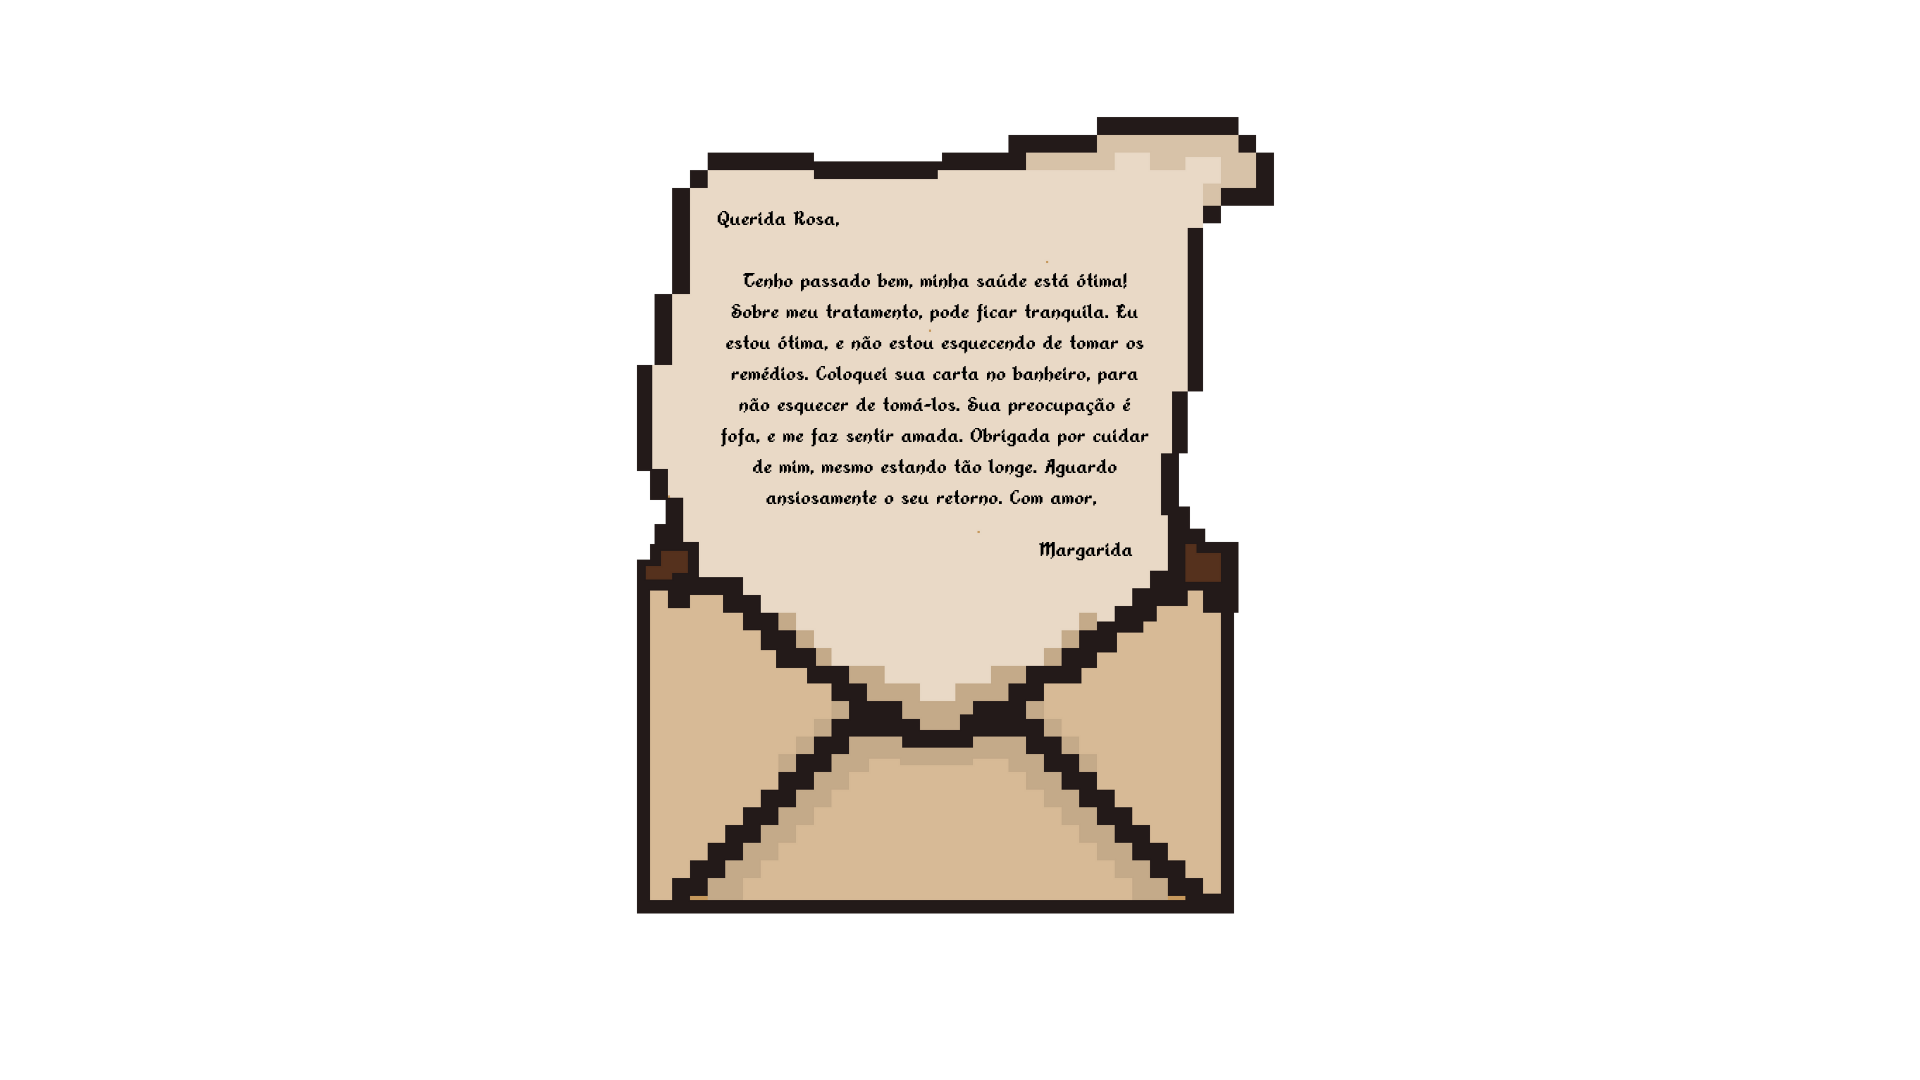 Querida Rosa,
Tenho passado bem, minha saúde está ótima!
Sobre meu tratamento, pode ficar tranquila. Eu
estou ótima, e não estou esquecendo de tomar os
remédios. Coloquei sua carta no banheiro, para
não esquecer de tomá-los. Sua preocupação é
fofa, e me faz sentir amada. Obrigada por cuidar
de mim, mesmo estando tão longe. Aguardo
ansiosamente o seu retorno. Com amor,
Margarida